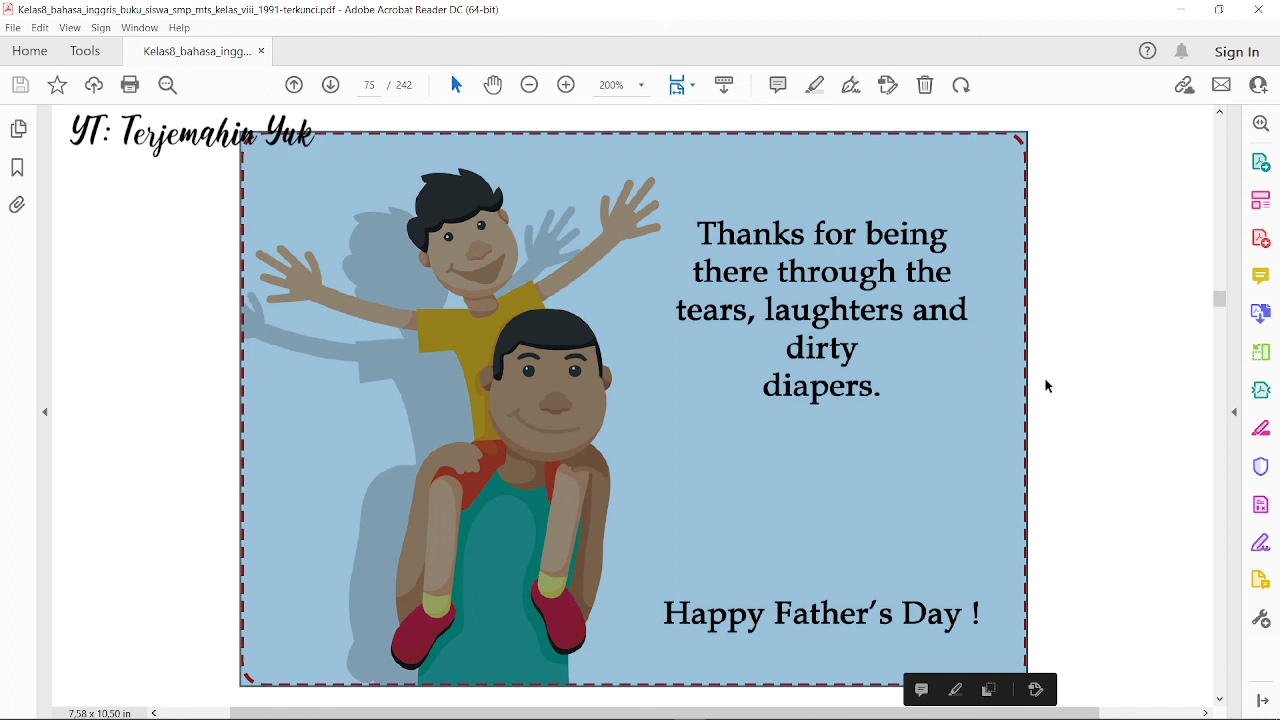 Kelas8_bahasa_inggris_buku_siswa_smp_mts_kelas_viii_1991-terkunci.pdf - Adobe Acrobat Reader DC (64-bit)
File Edit View Sign Window Help
Home Tools Kelas8_bahasa_ingg... × Sign In
75 / 242 200%
YT: Terjemahin Yuk
Thanks for being
there through the
tears, laughters and
dirty
diapers.
Happy Father's Day !
7,58 x 10,50 in